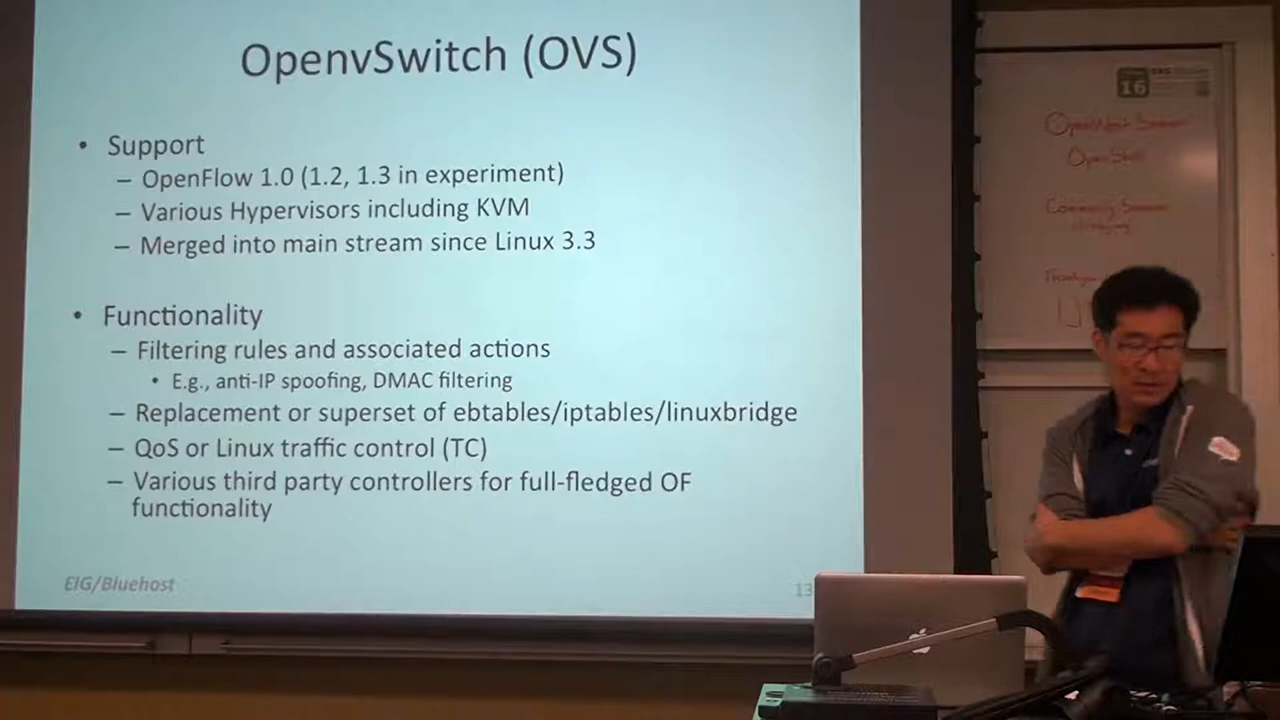 OpenvSwitch (OVS)
• Support
– OpenFlow 1.0 (1.2, 1.3 in experiment)
– Various Hypervisors including KVM
– Merged into main stream since Linux 3.3
• Functionality
– Filtering rules and associated actions
• E.g., anti-IP spoofing, DMAC filtering
– Replacement or superset of ebtables/iptables/linuxbridge
– QoS or Linux traffic control (TC)
– Various third party controllers for full-fledged OF
functionality
EIG/Bluehost
13
16